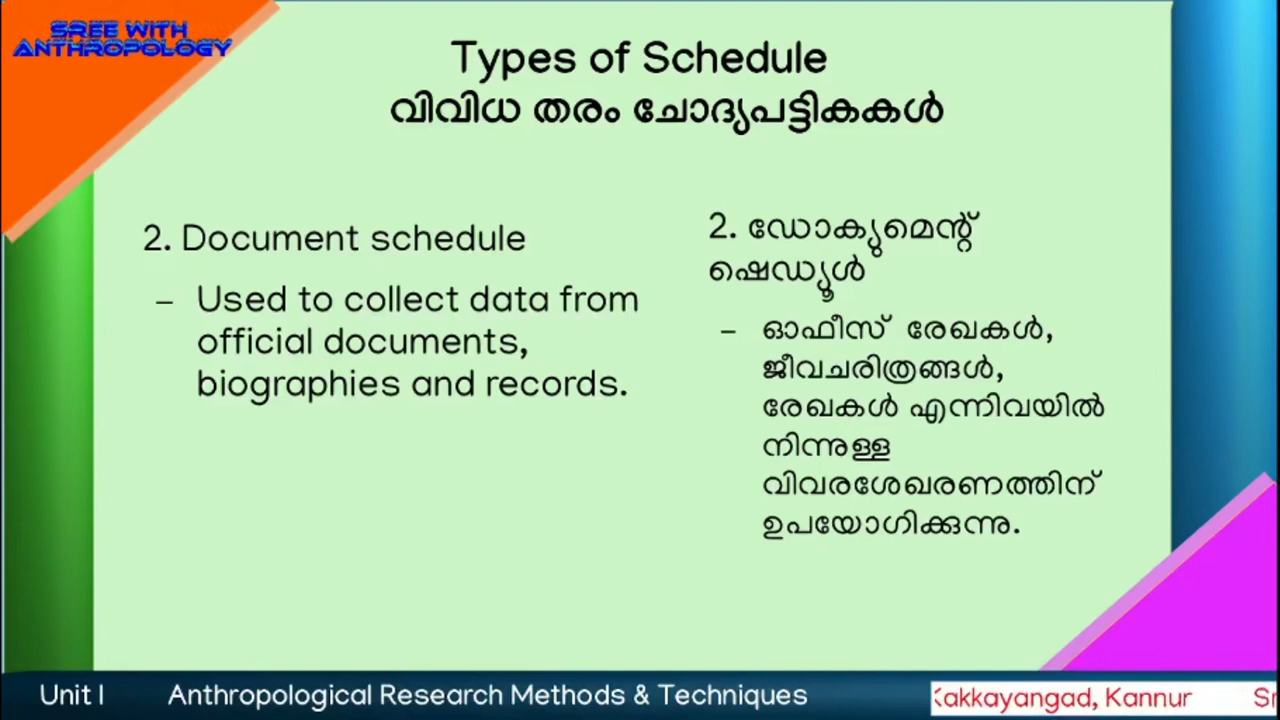 SREE WITH
ANTHROPOLOGY
Types of Schedule
വിവിധ തരം ചോദ്യപട്ടികകൾ
2. Document schedule
– Used to collect data from
official documents,
biographies and records.
2. ഡോക്യുമെന്റ്
ഷെഡ്യൂൾ
– ഓഫീസ് രേഖകൾ,
ജീവചരിത്രങ്ങൾ,
രേഖകൾ എന്നിവയിൽ
നിന്നുള്ള
വിവരശേഖരണത്തിന്
ഉപയോഗിക്കുന്നു.
Unit I Anthropological Research Methods & Techniques
Kakkayangad, Kannur